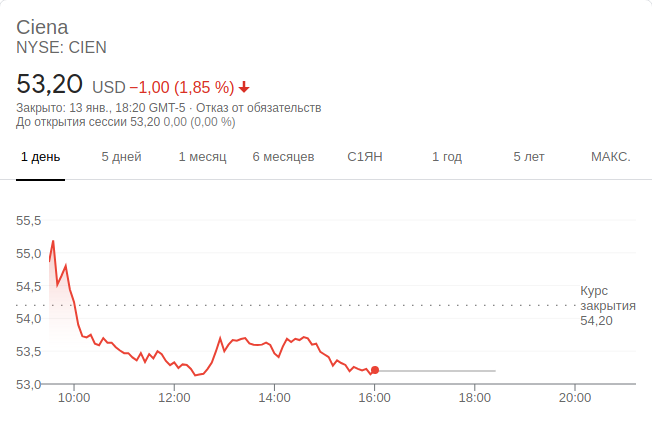 Ciena
NYSE: CIEN
53,20 USD −1,00 (1,85 %)
Закрыто: 13 янв., 18:20 GMT-5 · Отказ от обязательств
До открытия сессии 53,20 0,00 (0,00 %)
1 день 5 дней 1 месяц 6 месяцев С1ЯН 1 год 5 лет МАКС.
55,5
55,0
54,5
54,0
53,5
53,0
Курс
закрытия
54,20
10:00 12:00 14:00 16:00 18:00 20:00